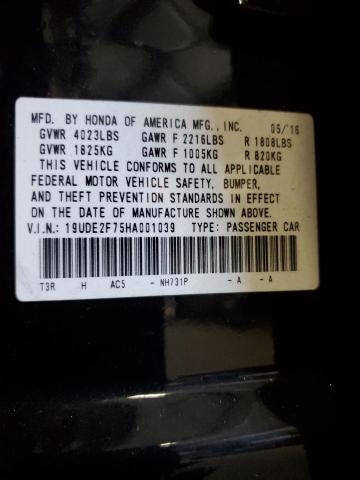 MFD. BY HONDA OF AMERICA MFG., INC. 05/16
GVWR 4023LBS GAWR F 2216LBS R 1808LBS
GVWR 1825KG GAWR F 1005KG R 820KG
THIS VEHICLE CONFORMS TO ALL APPLICABLE
FEDERAL MOTOR VEHICLE SAFETY, BUMPER,
AND THEFT PREVENTION STANDARDS IN EFFECT
ON THE DATE OF MANUFACTURE SHOWN ABOVE.
V.I.N.: 19UDE2F75HA001039 TYPE: PASSENGER CAR
T3R H AC5 - NH731P - A - A